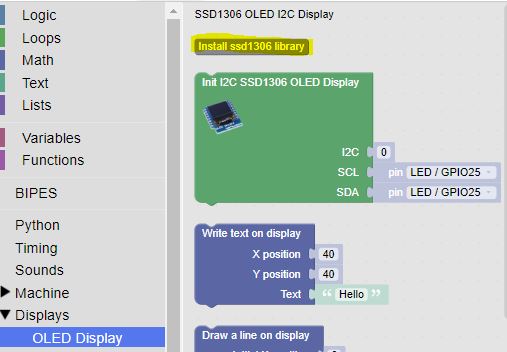 Logic
Loops
Math
Text
Lists
Variables
Functions
BIPES
Python
Timing
Sounds
Machine
Displays
OLED Display
SSD1306 OLED I2C Display
Install ssd1306 library
Init I2C SSD1306 OLED Display
I2C 0
SCL pin LED / GPIO25
SDA pin LED / GPIO25
Write text on display
X position 40
Y position 40
Text “ Hello ”
Draw a line on display